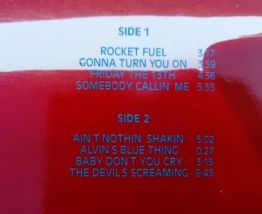 SIDE 1
ROCKET FUEL
GONNA TURN YOU ON 3:59
FRIDAY THE 13TH 4:56
SOMEBODY CALLIN' ME 5:55
SIDE 2
AIN'T NOTHIN SHAKIN 5:02
ALVIN'S BLUE THING 0:27
BABY DON T YOU CRY 3:15
THE DEVIL'S SCREAMING 9:45